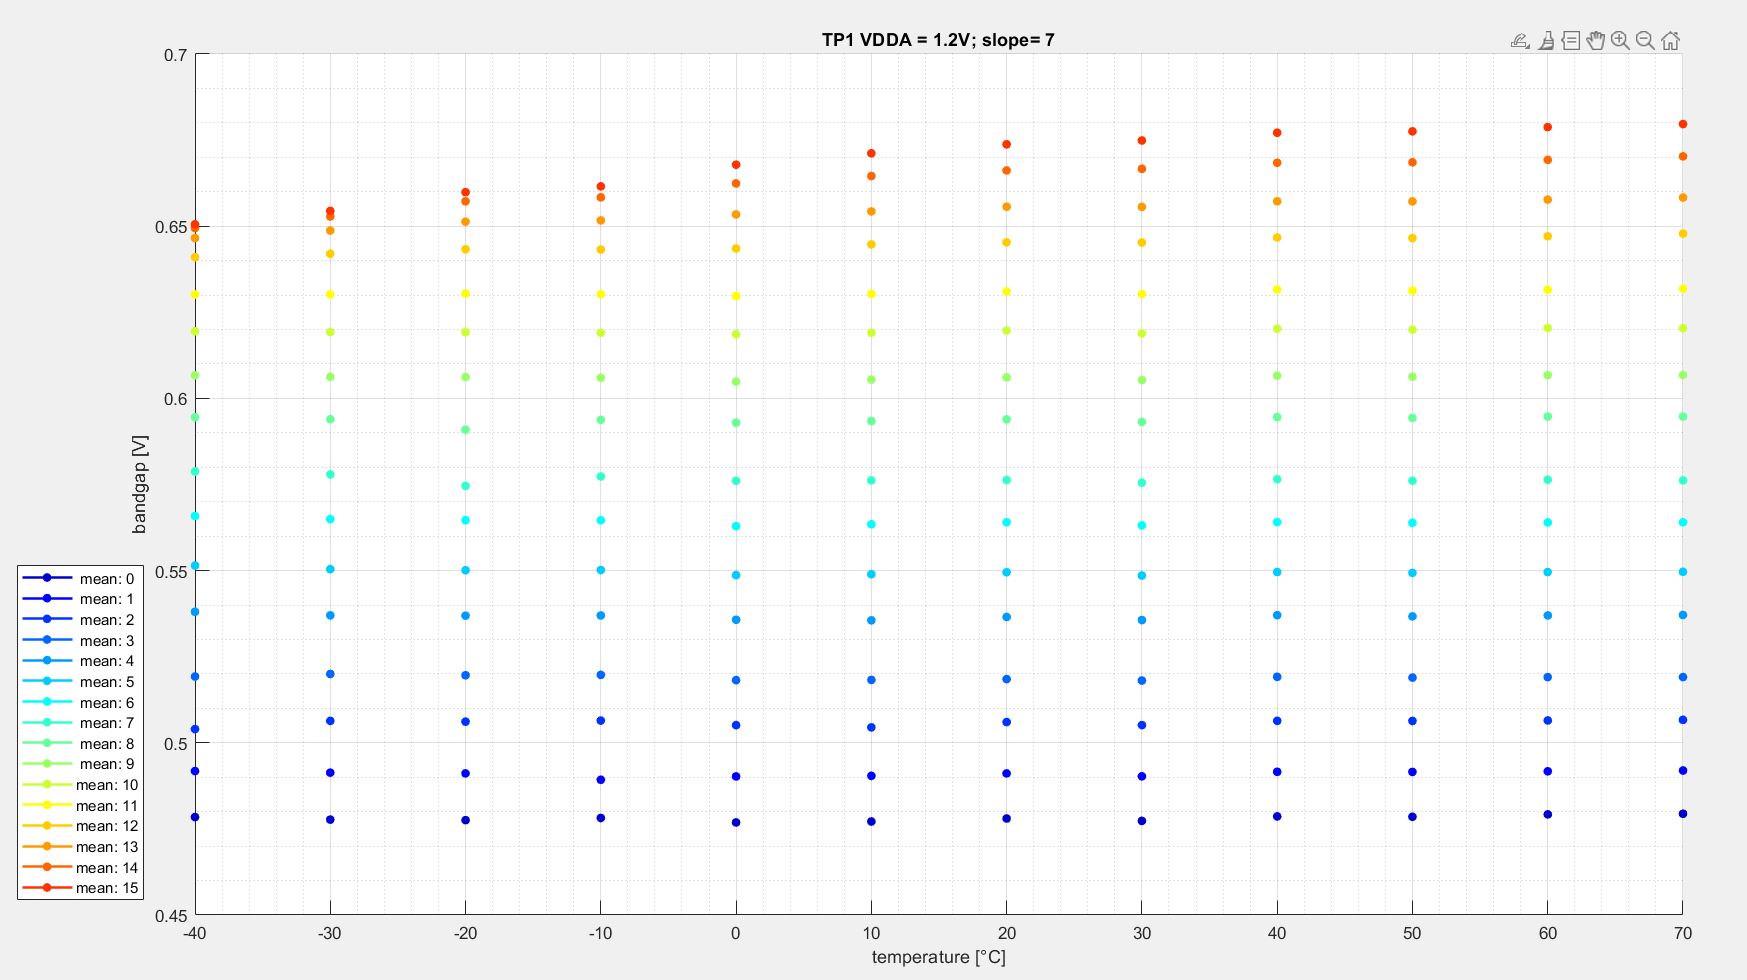 TP1 VDDA = 1.2V; slope= 7
0.7
0.65
0.6
0.55
0.5
0.45
bandgap [V]
mean: 0
mean: 1
mean: 2
mean: 3
mean: 4
mean: 5
mean: 6
mean: 7
mean: 8
mean: 9
mean: 10
mean: 11
mean: 12
mean: 13
mean: 14
mean: 15
-40 -30 -20 -10 0 10 20 30 40 50 60 70
temperature [°C]